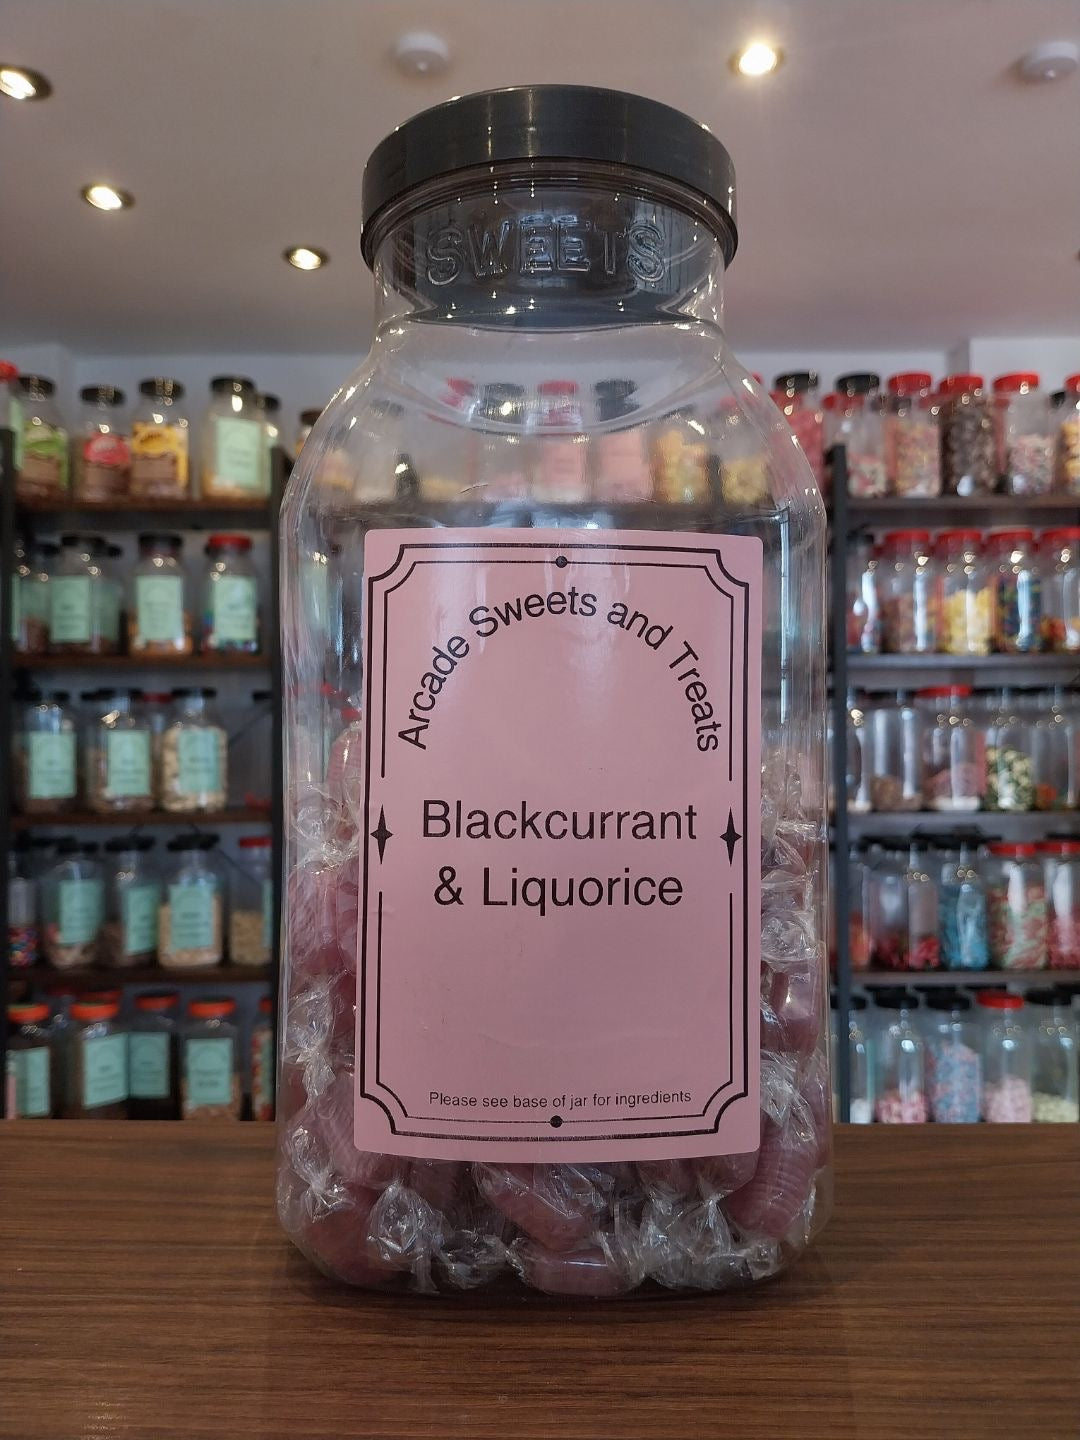 SWEETS
Arcade Sweets and Treats
Blackcurrant
& Liquorice
Please see base of jar for ingredients